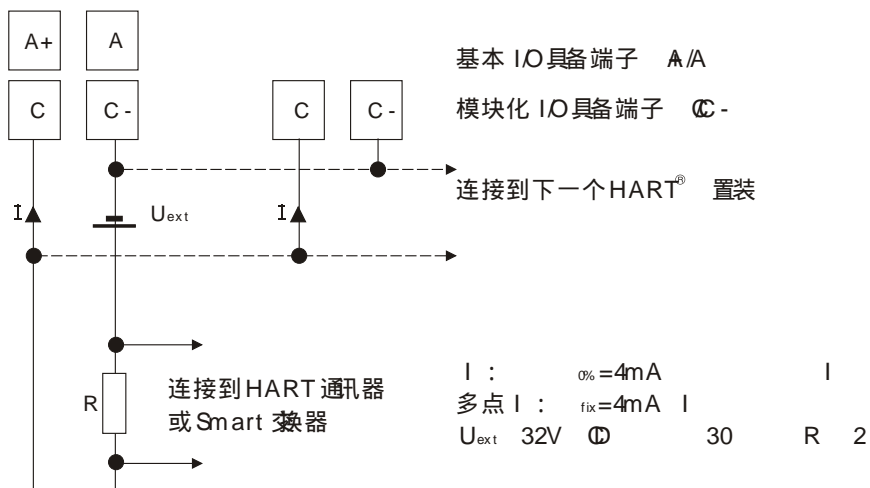 A+ A
C C - C C -
基本 I/O具备端子 A+/A
模块化 I/O具备端子 C/C -
连接到下一个HART® 置装
I I
Uext
连接到HART 通讯器
或Smart 交换器
R
I : 0% =4mA I
多点 I : fix=4mA I
Uext 32V 30 R 2